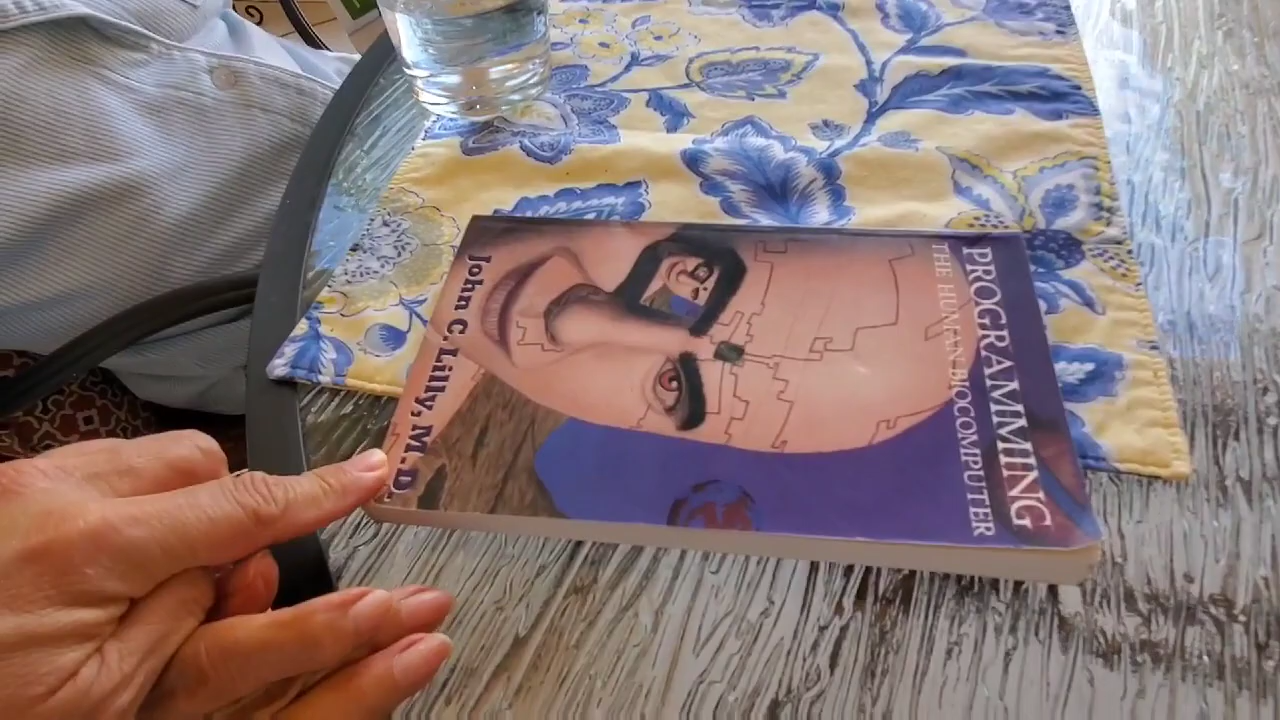 PROGRAMMING
THE HUMAN BIOCOMPUTER
John C. Lilly, M.D.